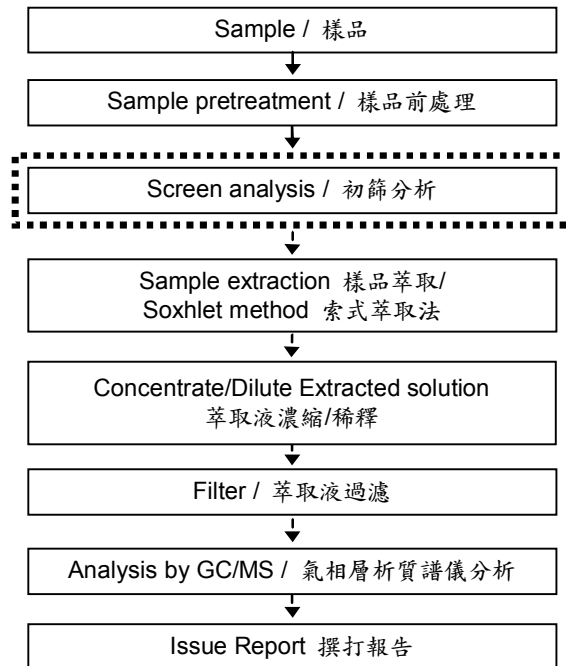 Sample / 樣品
Sample pretreatment / 樣品前處理
Screen analysis / 初篩分析
Sample extraction 樣品萃取/
Soxhlet method 索式萃取法
Concentrate/Dilute Extracted solution
萃取液濃縮/稀釋
Filter / 萃取液過濾
Analysis by GC/MS / 氣相層析質譜儀分析
Issue Report 撰打報告